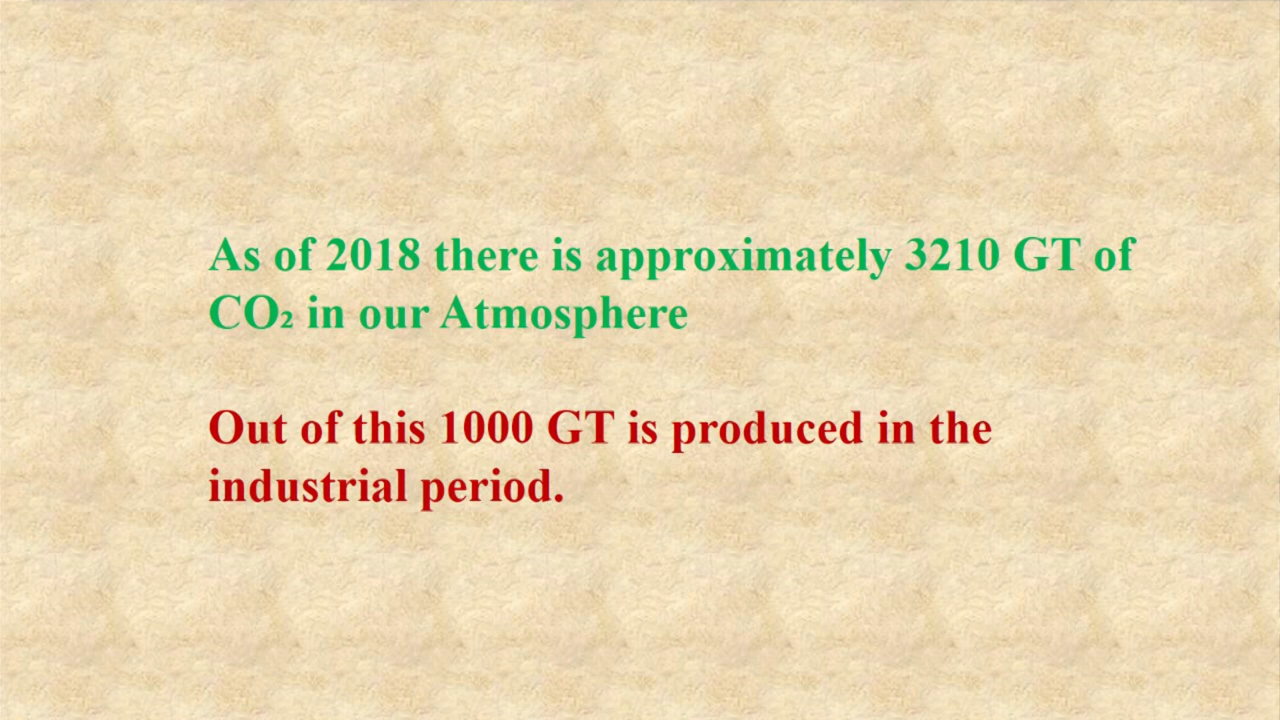 As of 2018 there is approximately 3210 GT of
CO₂ in our Atmosphere
Out of this 1000 GT is produced in the
industrial period.